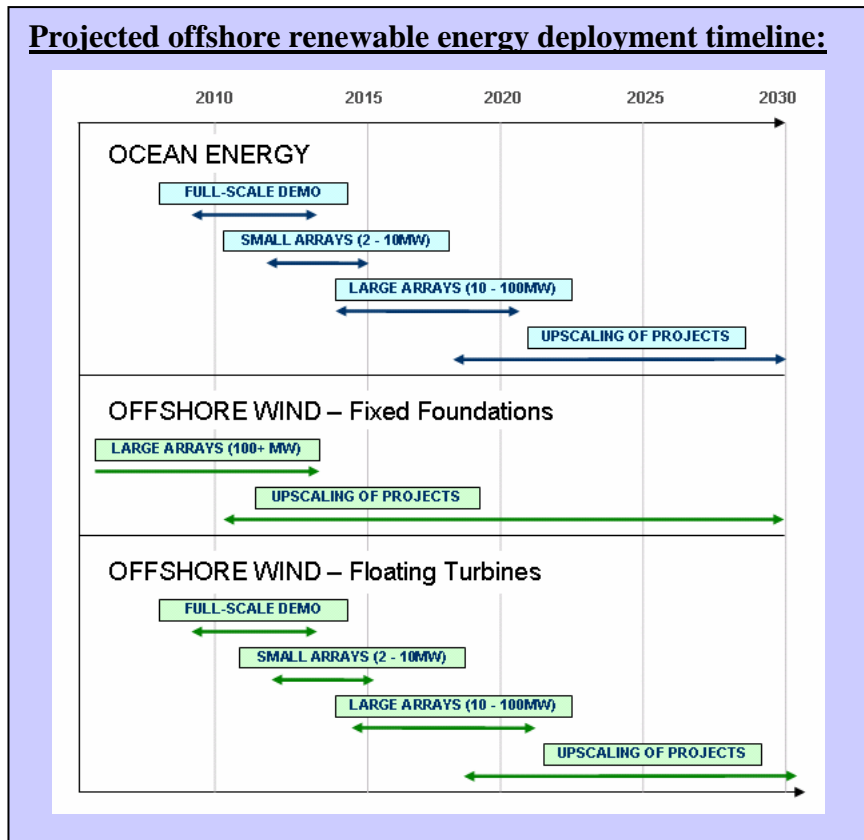 Projected offshore renewable energy deployment timeline:
2010 2015 2020 2025 2030
OCEAN ENERGY
FULL-SCALE DEMO
SMALL ARRAYS (2 - 10MW)
LARGE ARRAYS (10 - 100MW)
UPSCALING OF PROJECTS
OFFSHORE WIND – Fixed Foundations
LARGE ARRAYS (100+ MW)
UPSCALING OF PROJECTS
OFFSHORE WIND – Floating Turbines
FULL-SCALE DEMO
SMALL ARRAYS (2 - 10MW)
LARGE ARRAYS (10 - 100MW)
UPSCALING OF PROJECTS